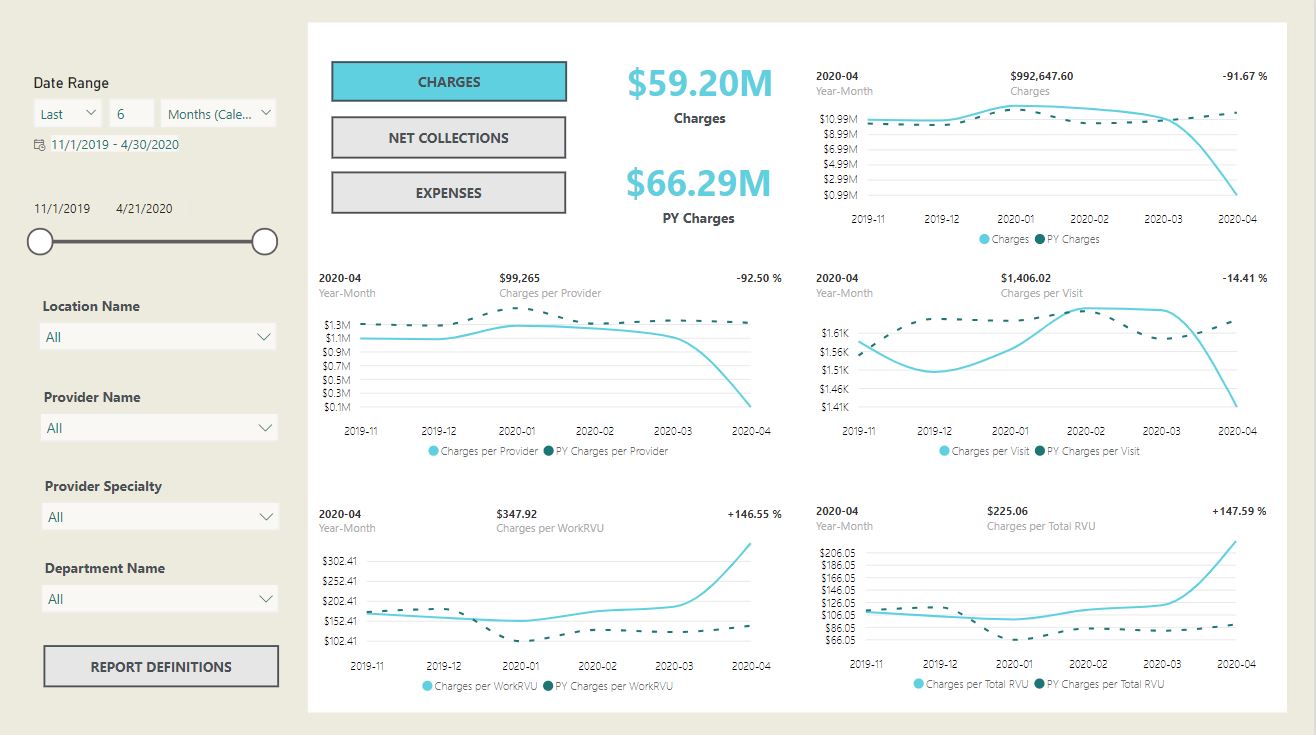 Date Range
Last 6 Months (Cale...
11/1/2019 - 4/30/2020
11/1/2019 4/21/2020
Location Name
All
Provider Name
All
Provider Specialty
All
Department Name
All
REPORT DEFINITIONS
CHARGES
NET COLLECTIONS
EXPENSES
$59.20M
Charges
$66.29M
PY Charges
2020-04 $992,647.60 -91.67 %
Year-Month Charges
$10.99M
$8.99M
$6.99M
$4.99M
$2.99M
$0.99M
2019-11 2019-12 2020-01 2020-02 2020-03 2020-04
Charges PY Charges
2020-04 $99,265 -92.50 %
Year-Month Charges per Provider
$1.3M
$1.1M
$0.9M
$0.7M
$0.5M
$0.3M
$0.1M
2019-11 2019-12 2020-01 2020-02 2020-03 2020-04
Charges per Provider PY Charges per Provider
2020-04 $1,406.02 -14.41 %
Year-Month Charges per Visit
$1.61K
$1.56K
$1.51K
$1.46K
$1.41K
2019-11 2019-12 2020-01 2020-02 2020-03 2020-04
Charges per Visit PY Charges per Visit
2020-04 $347.92 +146.55 %
Year-Month Charges per WorkRVU
$302.41
$252.41
$202.41
$152.41
$102.41
2019-11 2019-12 2020-01 2020-02 2020-03 2020-04
Charges per WorkRVU PY Charges per WorkRVU
2020-04 $225.06 +147.59 %
Year-Month Charges per Total RVU
$206.05
$186.05
$166.05
$146.05
$126.05
$106.05
$86.05
$66.05
2019-11 2019-12 2020-01 2020-02 2020-03 2020-04
Charges per Total RVU PY Charges per Total RVU